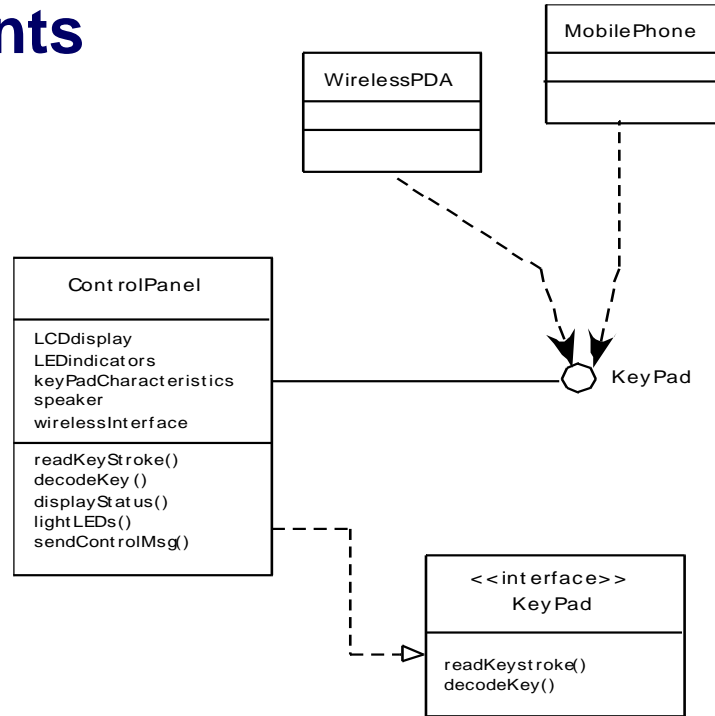 nts
MobilePhone
WirelessPDA
ControlPanel
LCDdisplay
LEDindicators
keyPadCharacteristics
speaker
wirelessInterface
readKeyStroke()
decodeKey()
displayStatus()
lightLEDs()
sendControlMsg()
KeyPad
<<interface>>
KeyPad
readKeystroke()
decodeKey()